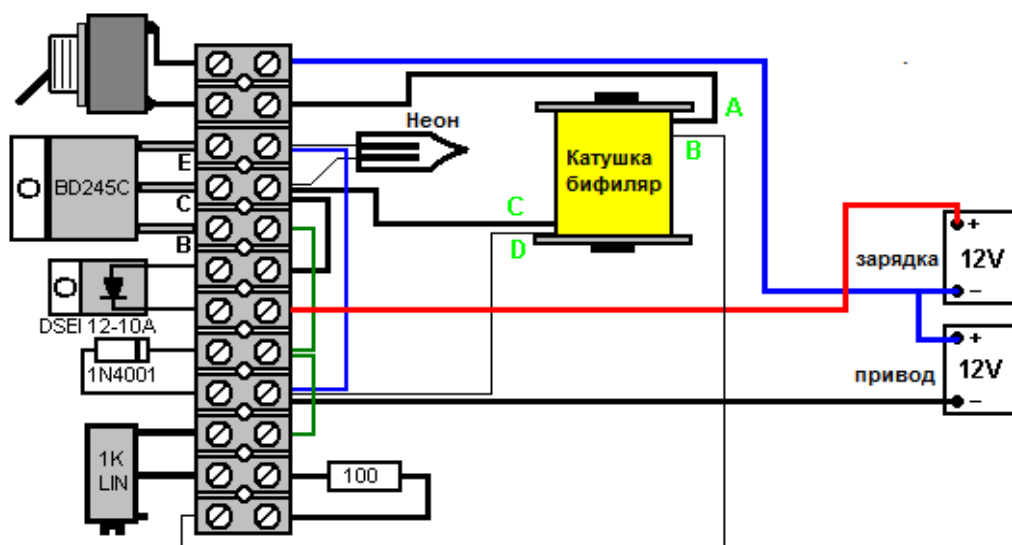 A
Неон
B
E
BD245C
Катушка
бифиляр
C
C
B
D
+
зарядка
12V
−
DSEI 12-10A
+
1N4001
привод
12V
−
1K
LIN
100